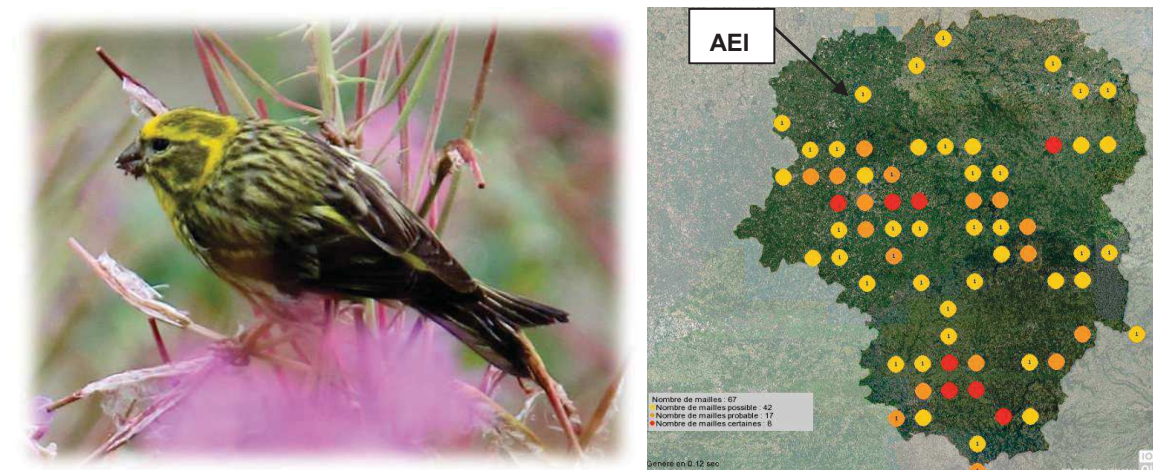 AEI
Nombre de mailles : 67
Nombre de mailles possible : 42
Nombre de mailles probable : 17
Nombre de mailles certaines : 8
Généré en 0.12 sec